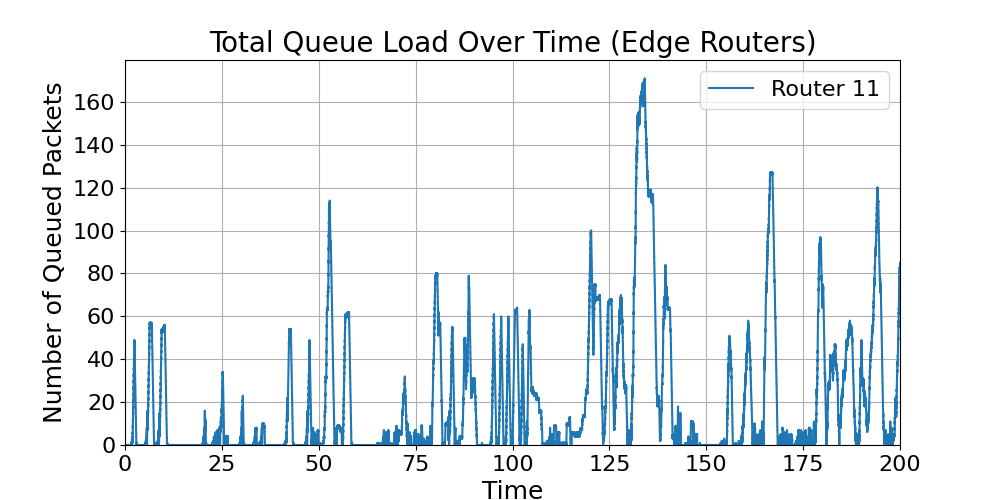 Total Queue Load Over Time (Edge Routers)
Number of Queued Packets
160
140
120
100
80
60
40
20
0
Router 11
0 25 50 75 100 125 150 175 200
Time